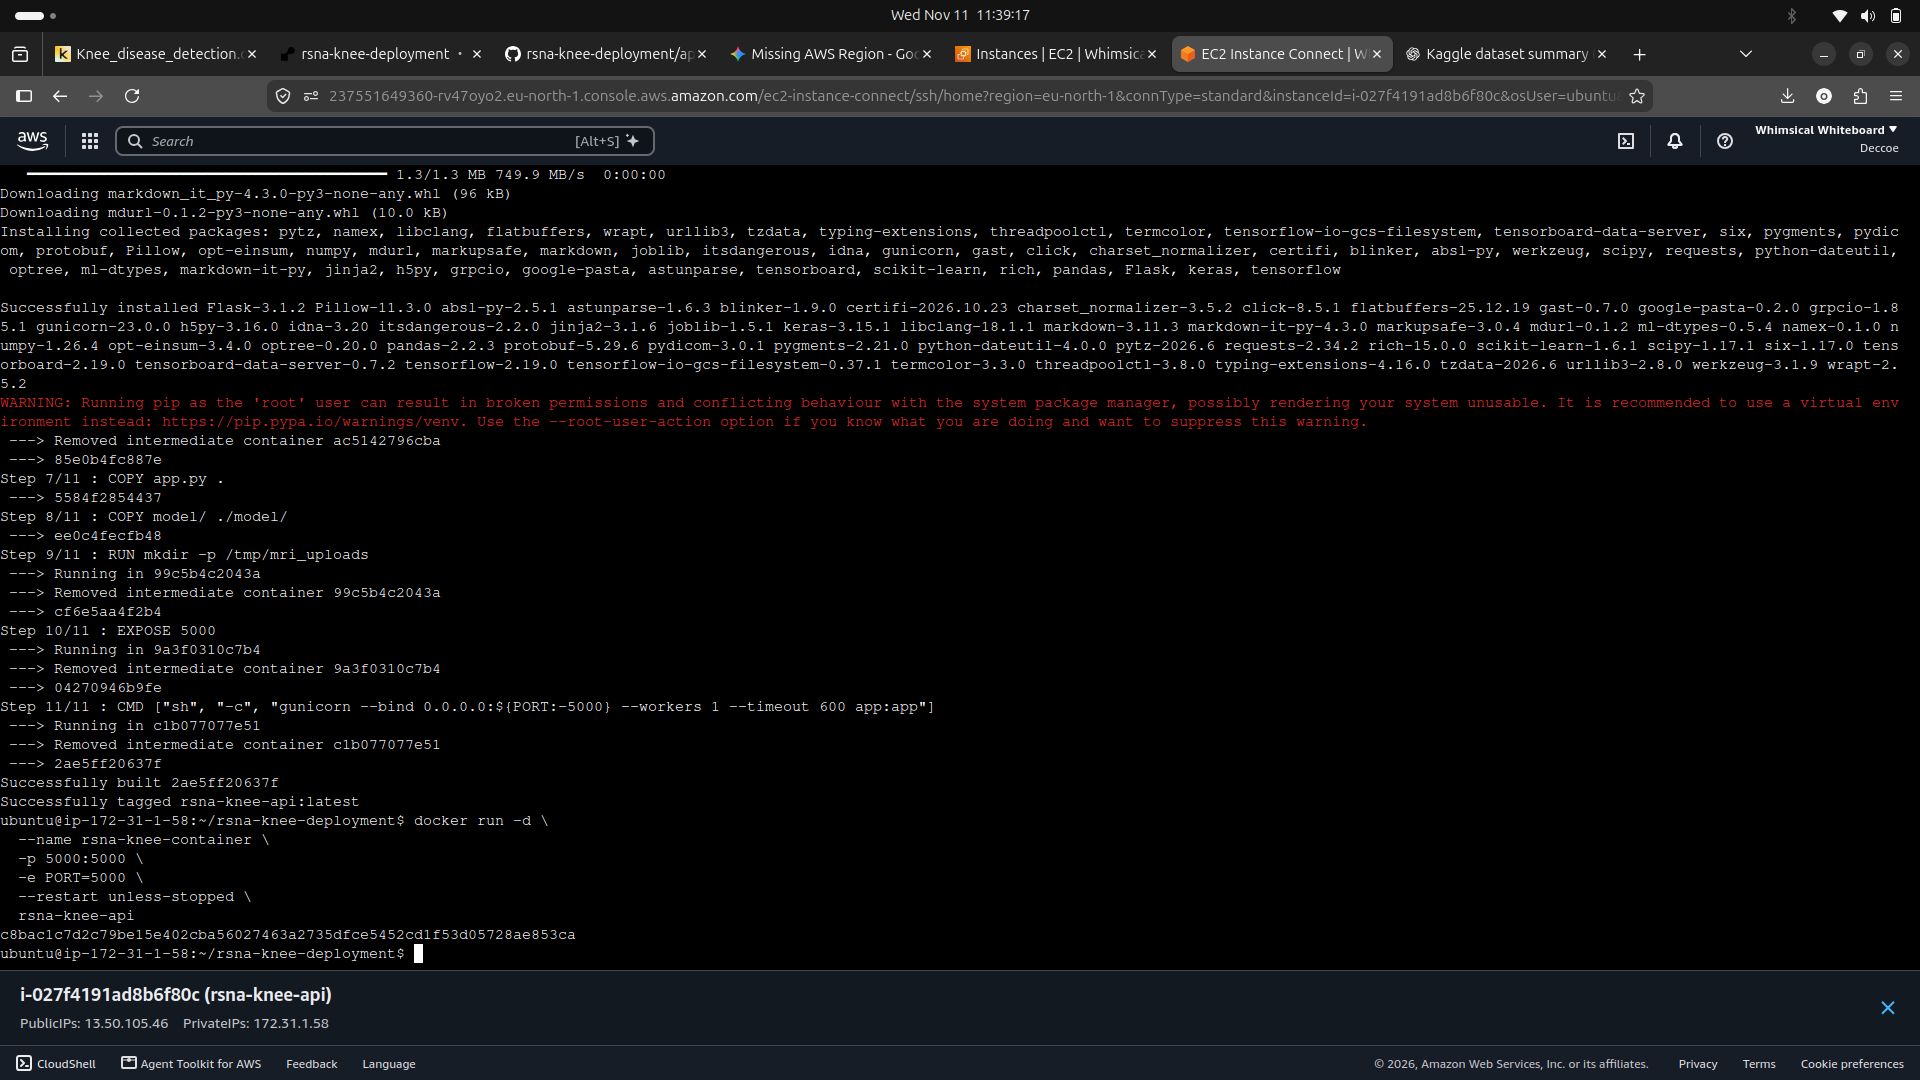 Wed Nov 11 11:39:17
Knee_disease_detection.
rsna-knee-deployment
rsna-knee-deployment/ap
Missing AWS Region - Goo
Instances | EC2 | Whimsica
EC2 Instance Connect | W
Kaggle dataset summary
237551649360-rv47oyo2.eu-north-1.console.aws.amazon.com/ec2-instance-connect/ssh/home?region=eu-north-1&connType=standard&instanceId=i-027f4191ad8b6f80c&osUser=ubuntu
aws
Search
[Alt+S]
Whimsical Whiteboard
Deccoe
1.3/1.3 MB 749.9 MB/s  0:00:00
Downloading markdown_it_py-4.3.0-py3-none-any.whl (96 kB)
Downloading mdurl-0.1.2-py3-none-any.whl (10.0 kB)
Installing collected packages: pytz, namex, libclang, flatbuffers, wrapt, urllib3, tzdata, typing-extensions, threadpoolctl, termcolor, tensorflow-io-gcs-filesystem, tensorboard-data-server, six, pygments, pydic
om, protobuf, Pillow, opt-einsum, numpy, mdurl, markupsafe, markdown, joblib, itsdangerous, idna, gunicorn, gast, click, charset_normalizer, certifi, blinker, absl-py, werkzeug, scipy, requests, python-dateutil,
optree, ml-dtypes, markdown-it-py, jinja2, h5py, grpcio, google-pasta, astunparse, tensorboard, scikit-learn, rich, pandas, Flask, keras, tensorflow
Successfully installed Flask-3.1.2 Pillow-11.3.0 absl-py-2.5.1 astunparse-1.6.3 blinker-1.9.0 certifi-2026.10.23 charset_normalizer-3.5.2 click-8.5.1 flatbuffers-25.12.19 gast-0.7.0 google-pasta-0.2.0 grpcio-1.8
5.1 gunicorn-23.0.0 h5py-3.16.0 idna-3.20 itsdangerous-2.2.0 jinja2-3.1.6 joblib-1.5.1 keras-3.15.1 libclang-18.1.1 markdown-3.11.3 markdown-it-py-4.3.0 markupsafe-3.0.4 mdurl-0.1.2 ml-dtypes-0.5.4 namex-0.1.0 n
umpy-1.26.4 opt-einsum-3.4.0 optree-0.20.0 pandas-2.2.3 protobuf-5.29.6 pydicom-3.0.1 pygments-2.21.0 python-dateutil-4.0.0 pytz-2026.6 requests-2.34.2 rich-15.0.0 scikit-learn-1.6.1 scipy-1.17.1 six-1.17.0 tens
orboard-2.19.0 tensorboard-data-server-0.7.2 tensorflow-2.19.0 tensorflow-io-gcs-filesystem-0.37.1 termcolor-3.3.0 threadpoolctl-3.8.0 typing-extensions-4.16.0 tzdata-2026.6 urllib3-2.8.0 werkzeug-3.1.9 wrapt-2.
5.2
WARNING: Running pip as the 'root' user can result in broken permissions and conflicting behaviour with the system package manager, possibly rendering your system unusable. It is recommended to use a virtual env
ironment instead: https://pip.pypa.io/warnings/venv. Use the --root-user-action option if you know what you are doing and want to suppress this warning.
---> Removed intermediate container ac5142796cba
---> 85e0b4fc887e
Step 7/11 : COPY app.py .
---> 5584f2854437
Step 8/11 : COPY model/ ./model/
---> ee0c4fecfb48
Step 9/11 : RUN mkdir -p /tmp/mri_uploads
---> Running in 99c5b4c2043a
---> Removed intermediate container 99c5b4c2043a
---> cf6e5aa4f2b4
Step 10/11 : EXPOSE 5000
---> Running in 9a3f0310c7b4
---> Removed intermediate container 9a3f0310c7b4
---> 04270946b9fe
Step 11/11 : CMD ["sh", "-c", "gunicorn --bind 0.0.0.0:${PORT:-5000} --workers 1 --timeout 600 app:app"]
---> Running in c1b077077e51
---> Removed intermediate container c1b077077e51
---> 2ae5ff20637f
Successfully built 2ae5ff20637f
Successfully tagged rsna-knee-api:latest
ubuntu@ip-172-31-1-58:~/rsna-knee-deployment$ docker run -d \
--name rsna-knee-container \
-p 5000:5000 \
-e PORT=5000 \
--restart unless-stopped \
rsna-knee-api
c8bac1c7d2c79be15e402cba56027463a2735dfce5452cd1f53d05728ae853ca
ubuntu@ip-172-31-1-58:~/rsna-knee-deployment$
i-027f4191ad8b6f80c (rsna-knee-api)
PublicIPs: 13.50.105.46  PrivateIPs: 172.31.1.58
CloudShell
Agent Toolkit for AWS
Feedback
Language
© 2026, Amazon Web Services, Inc. or its affiliates.
Privacy
Terms
Cookie preferences